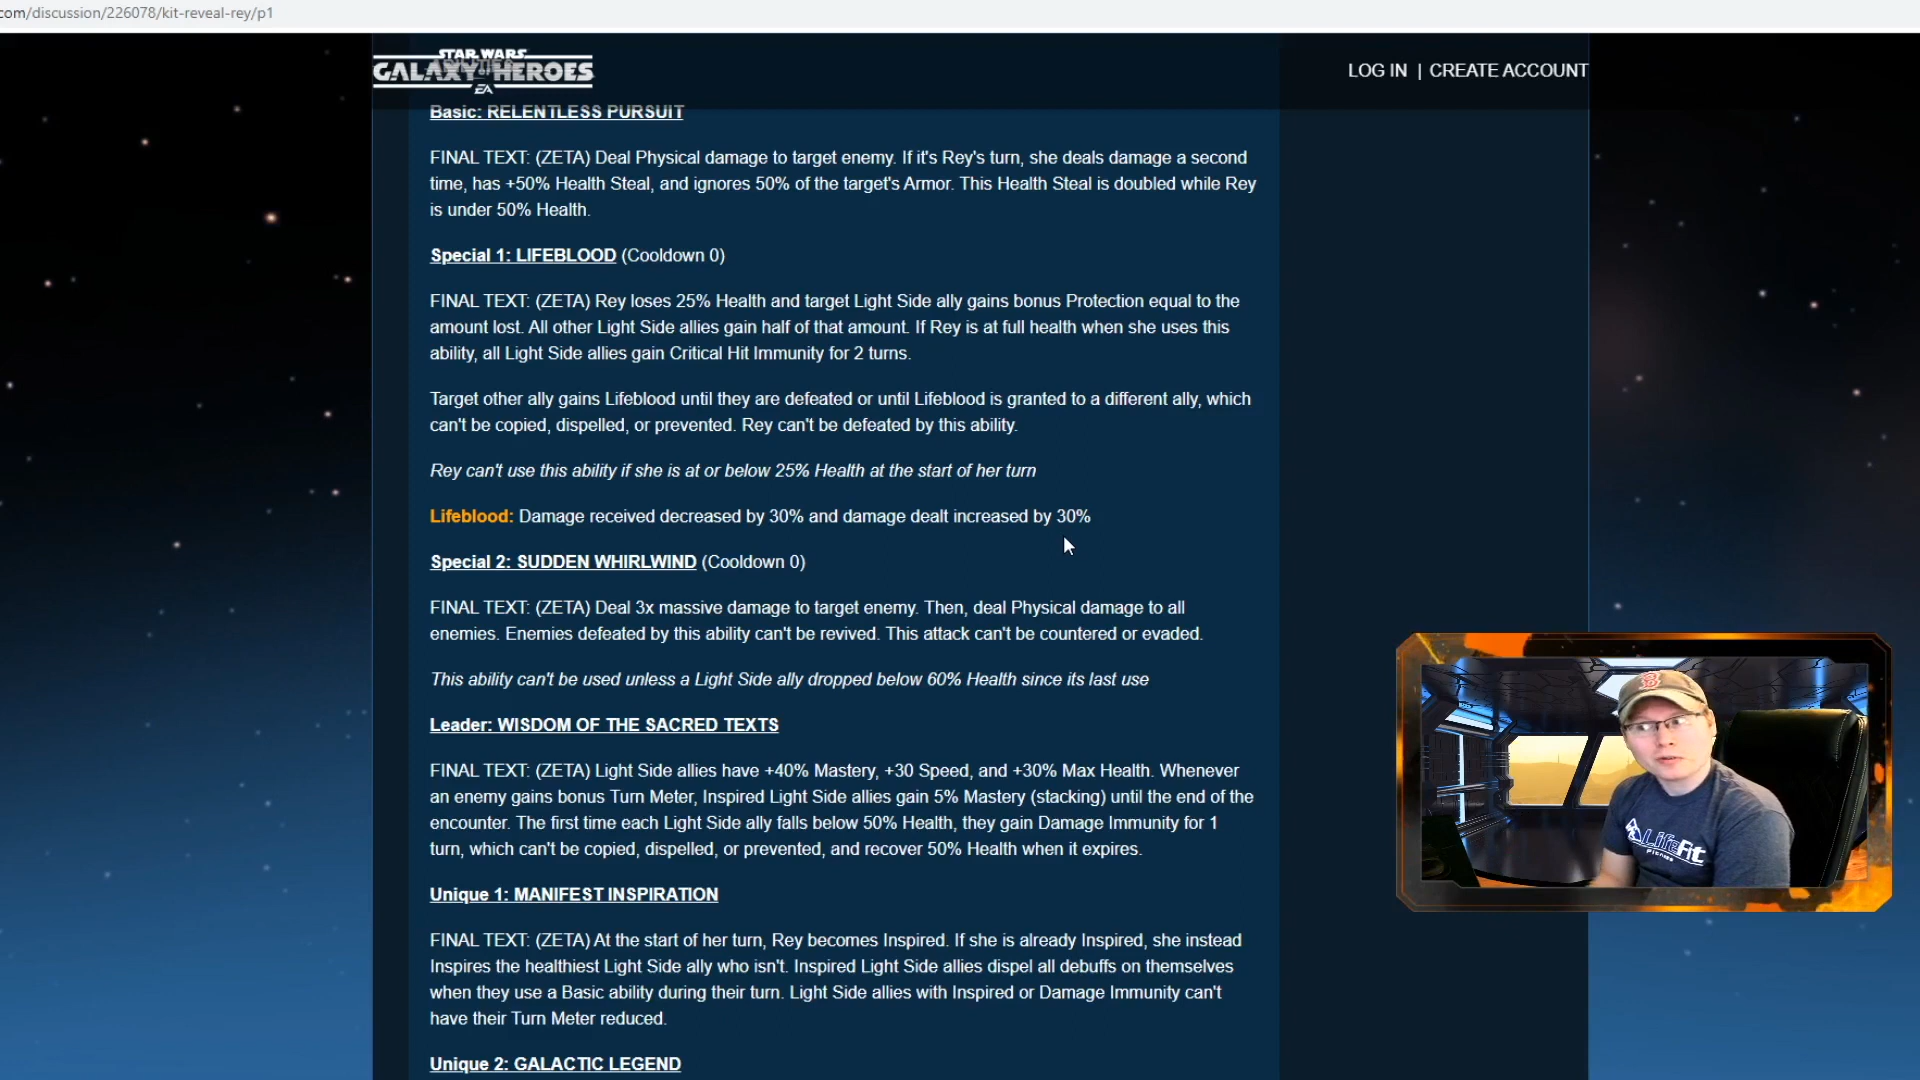 com/discussion/226078/kit-reveal-rey/p1
STAR WARS
GALAXY OF HEROES
EA
LOG IN | CREATE ACCOUNT
Basic: RELENTLESS PURSUIT
FINAL TEXT: (ZETA) Deal Physical damage to target enemy. If it's Rey's turn, she deals damage a second
time, has +50% Health Steal, and ignores 50% of the target's Armor. This Health Steal is doubled while Rey
is under 50% Health.
Special 1: LIFEBLOOD (Cooldown 0)
FINAL TEXT: (ZETA) Rey loses 25% Health and target Light Side ally gains bonus Protection equal to the
amount lost. All other Light Side allies gain half of that amount. If Rey is at full health when she uses this
ability, all Light Side allies gain Critical Hit Immunity for 2 turns.
Target other ally gains Lifeblood until they are defeated or until Lifeblood is granted to a different ally, which
can't be copied, dispelled, or prevented. Rey can't be defeated by this ability.
Rey can't use this ability if she is at or below 25% Health at the start of her turn
Lifeblood: Damage received decreased by 30% and damage dealt increased by 30%
Special 2: SUDDEN WHIRLWIND (Cooldown 0)
FINAL TEXT: (ZETA) Deal 3x massive damage to target enemy. Then, deal Physical damage to all
enemies. Enemies defeated by this ability can't be revived. This attack can't be countered or evaded.
This ability can't be used unless a Light Side ally dropped below 60% Health since its last use
Leader: WISDOM OF THE SACRED TEXTS
FINAL TEXT: (ZETA) Light Side allies have +40% Mastery, +30 Speed, and +30% Max Health. Whenever
an enemy gains bonus Turn Meter, Inspired Light Side allies gain 5% Mastery (stacking) until the end of the
encounter. The first time each Light Side ally falls below 50% Health, they gain Damage Immunity for 1
turn, which can't be copied, dispelled, or prevented, and recover 50% Health when it expires.
Unique 1: MANIFEST INSPIRATION
FINAL TEXT: (ZETA) At the start of her turn, Rey becomes Inspired. If she is already Inspired, she instead
Inspires the healthiest Light Side ally who isn't. Inspired Light Side allies dispel all debuffs on themselves
when they use a Basic ability during their turn. Light Side allies with Inspired or Damage Immunity can't
have their Turn Meter reduced.
Unique 2: GALACTIC LEGEND
B
LifeFit